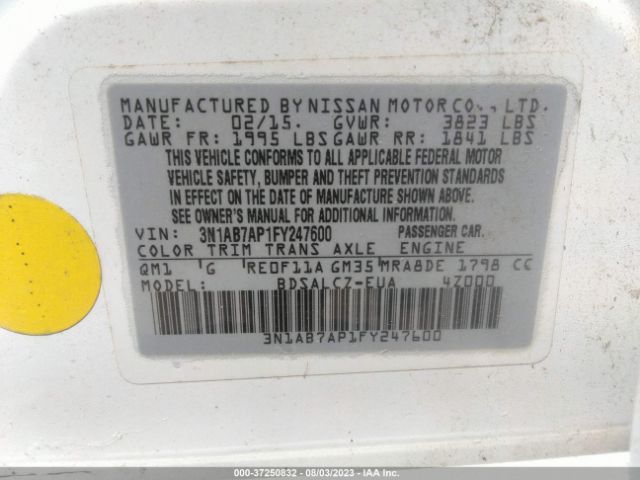 MANUFACTURED BY NISSAN MOTOR CO., LTD.
DATE: 02/15. GVWR: 3823 LBS
GAWR FR: 1995 LBS GAWR RR: 1841 LBS
THIS VEHICLE CONFORMS TO ALL APPLICABLE FEDERAL MOTOR
VEHICLE SAFETY, BUMPER AND THEFT PREVENTION STANDARDS
IN EFFECT ON THE DATE OF MANUFACTURE SHOWN ABOVE.
SEE OWNER'S MANUAL FOR ADDITIONAL INFORMATION.
VIN: 3N1AB7AP1FY247600 PASSENGER CAR.
COLOR TRIM TRANS AXLE ENGINE
QM1 G RE0F11A GM35 MRA8DE 1798 CC
MODEL: BDSALCZ-EUA 4Z000
3N1AB7AP1FY247600
000-37250832 - 08/03/2023 - IAA Inc.